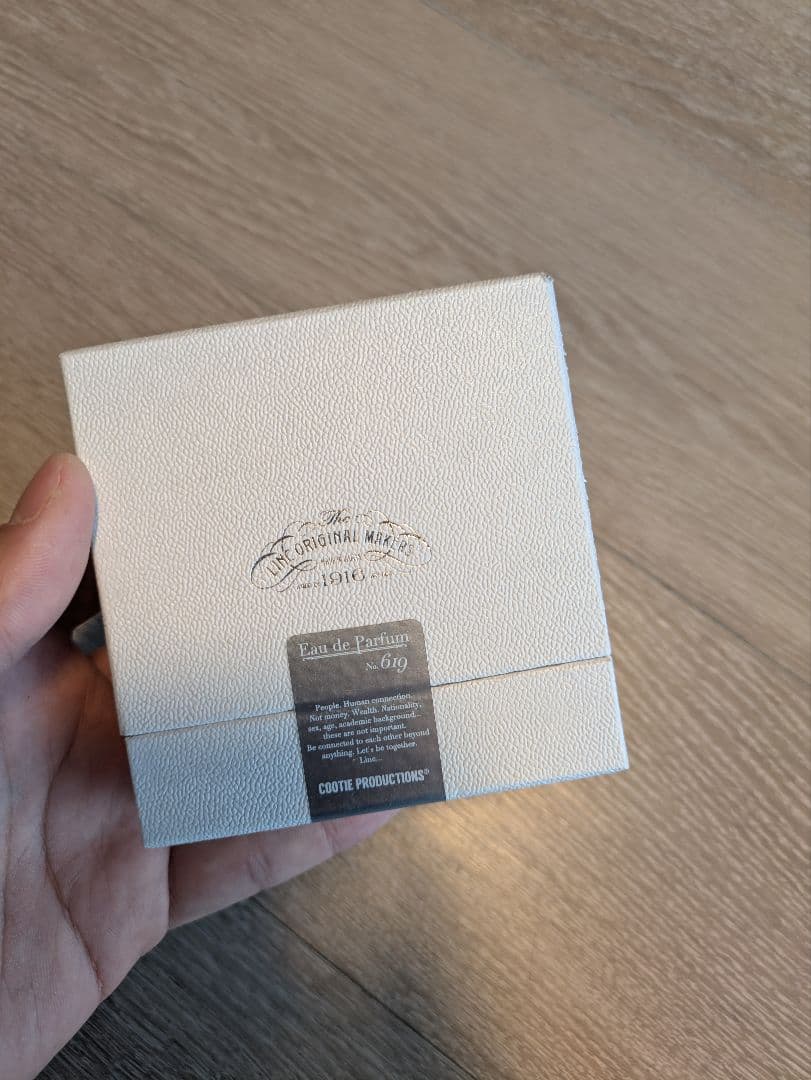 The
LINE ORIGINAL MAKERS
1916
Eau de Parfum
No. 619
People. Human connection.
Not money. Wealth. Nationality,
sex, age, academic background...
these are not important.
Be connected to each other beyond
anything. Let's be together.
Line...
COOTIE PRODUCTIONS®